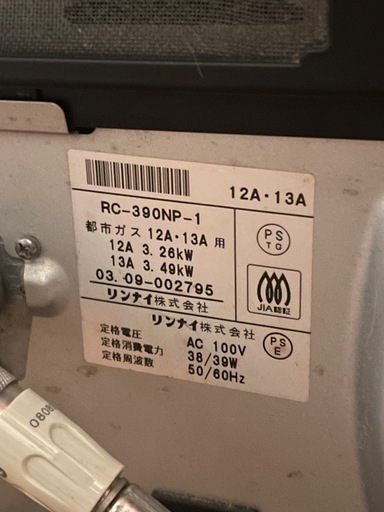 12A・13A
RC-390NP-1
都市ガス 12A・13A 用
12A 3.26kW
13A 3.49kW
03.09-002795
リンナイ株式会社
PS
TG
JIA認証
リンナイ株式会社
定格電圧 AC 100V
定格消費電力 38/39W
定格周波数 50/60Hz
PS
E
0808